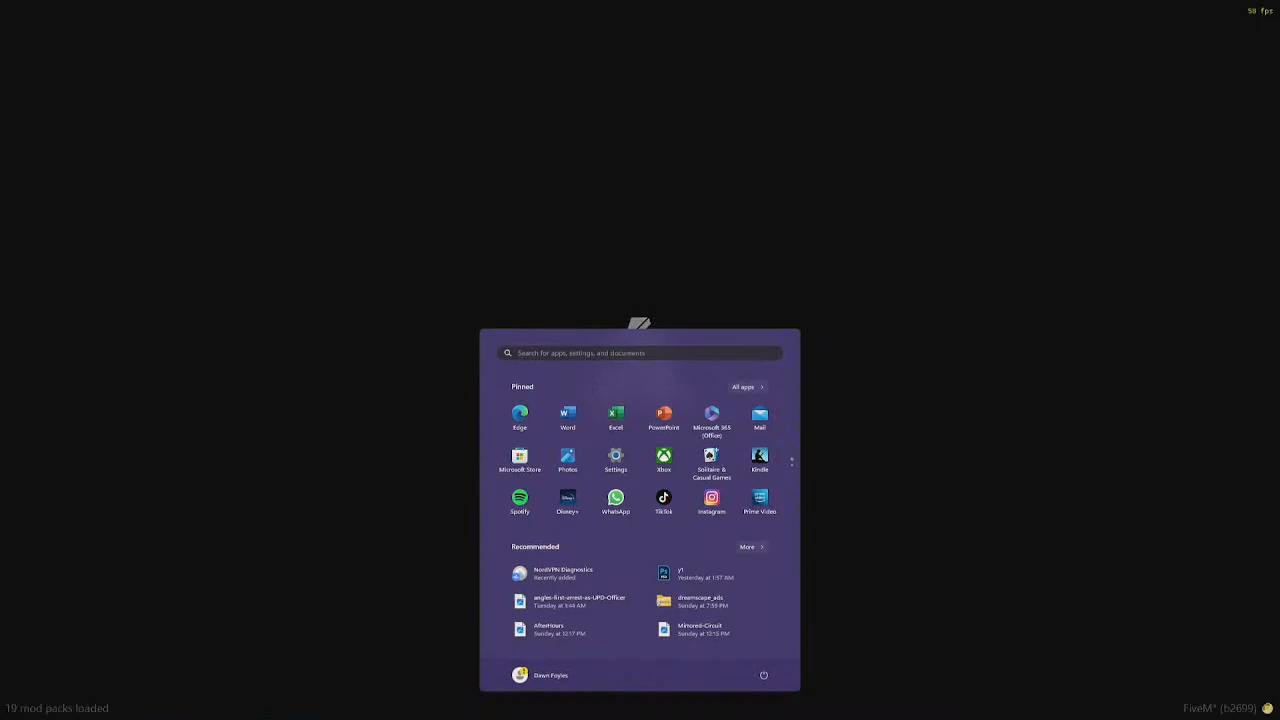 58 fps
Search for apps, settings, and documents
Pinned
All apps
Edge
Word
Excel
PowerPoint
Microsoft 365 (Office)
Mail
Microsoft Store
Photos
Settings
Xbox
Solitaire & Casual Games
Kindle
Spotify
Disney+
WhatsApp
TikTok
Instagram
Prime Video
Recommended
More
NordVPN Diagnostics
Recently added
y1
Yesterday at 1:57 AM
angles-first-arrest-as-UPD-Officer
Tuesday at 1:44 AM
dreamscape_ads
Sunday at 7:59 PM
AfterHours
Sunday at 12:17 PM
Mirrored-Circuit
Sunday at 12:15 PM
Dawn Foyles
19 mod packs loaded
FiveM* (b2699)